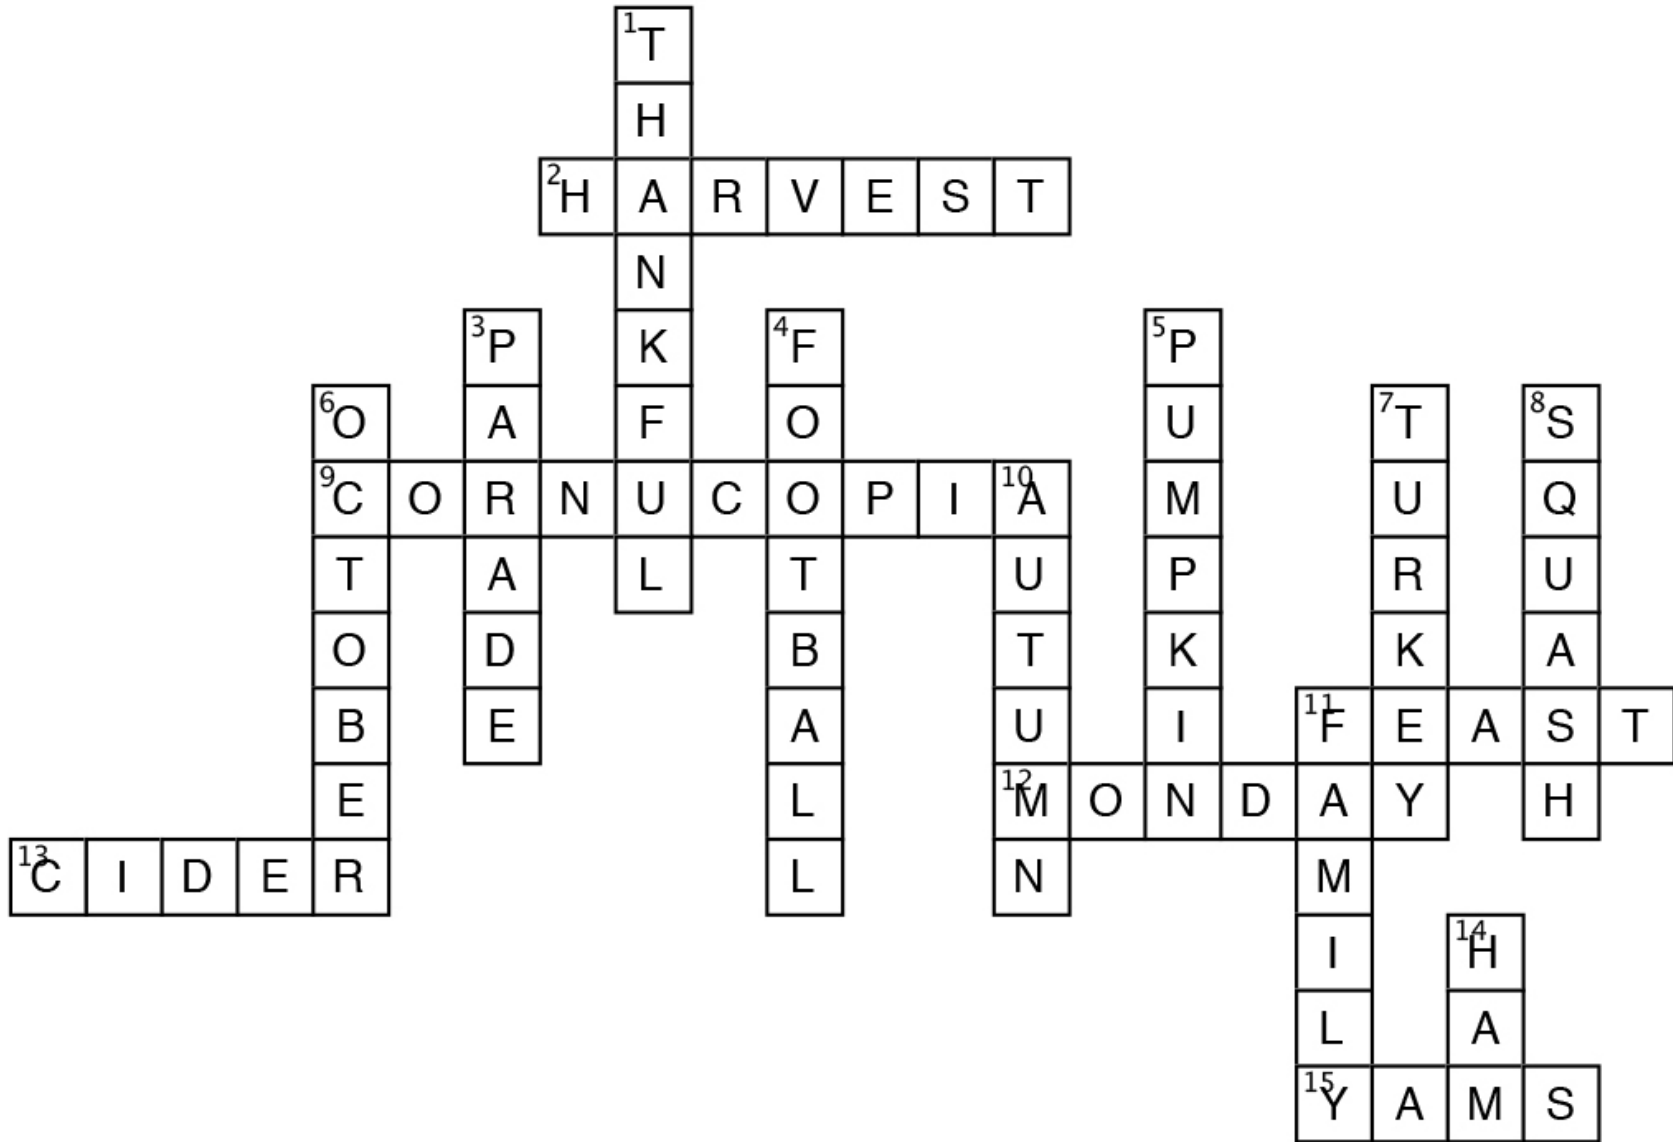 1 T
H
2 H A R V E S T
N
3 P K 4 F 5 P
6 O A F O U 7 T 8 S
9 C O R N U C O P I 10 A M U Q
T A L T U P R U
O D B T K K A
B E A U I 11 F E A S T
E L 12 M O N D A Y H
13 C I D E R L N M
I 14 H
L A
15 Y A M S